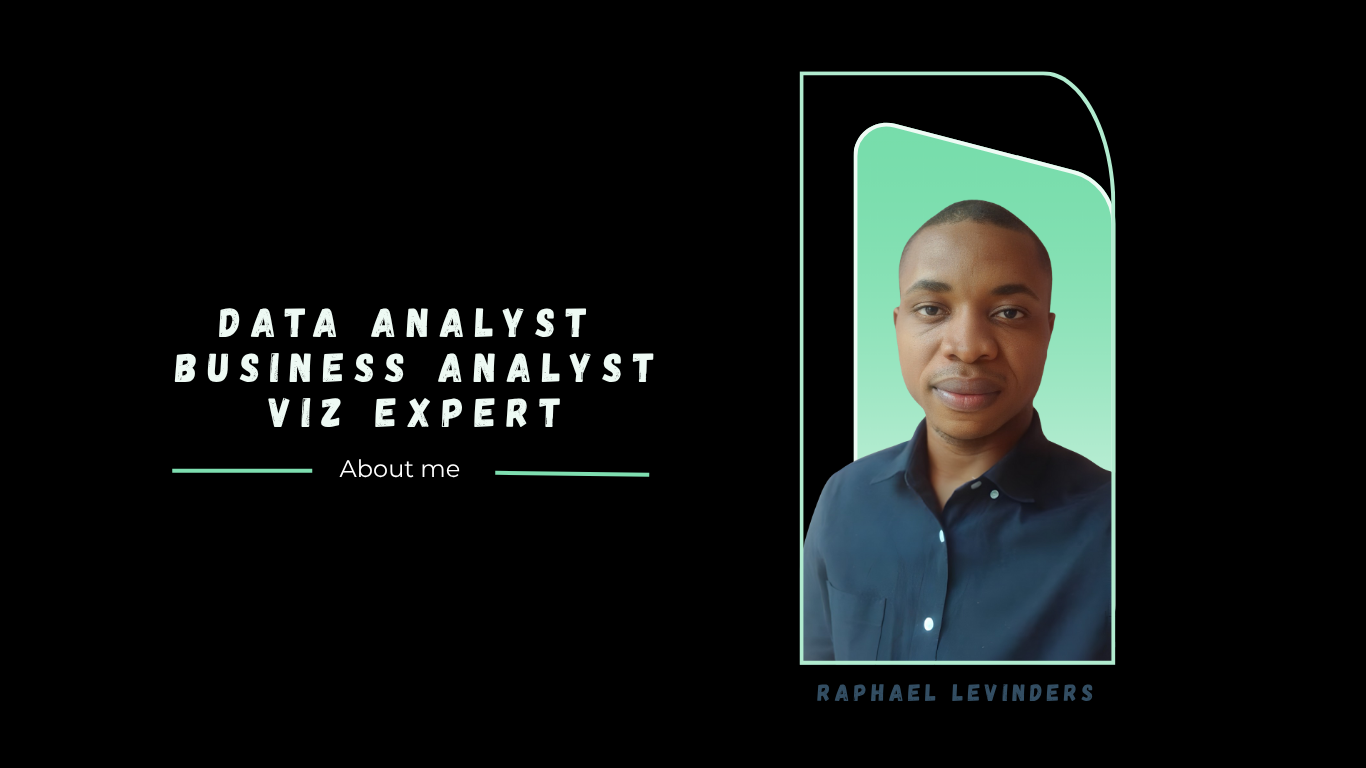 DATA ANALYST
BUSINESS ANALYST
VIZ EXPERT
About me
RAPHAEL LEVINDERS